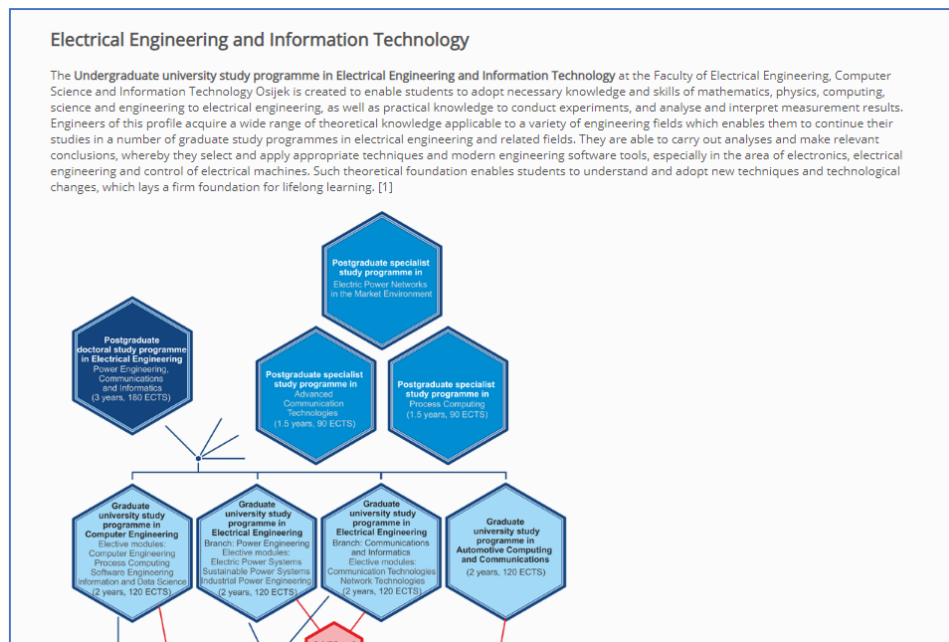 Electrical Engineering and Information Technology
The Undergraduate university study programme in Electrical Engineering and Information Technology at the Faculty of Electrical Engineering, Computer
Science and Information Technology Osijek is created to enable students to adopt necessary knowledge and skills of mathematics, physics, computing,
science and engineering to electrical engineering, as well as practical knowledge to conduct experiments, and analyse and interpret measurement results.
Engineers of this profile acquire a wide range of theoretical knowledge applicable to a variety of engineering fields which enables them to continue their
studies in a number of graduate study programmes in electrical engineering and related fields. They are able to carry out analyses and make relevant
conclusions, whereby they select and apply appropriate techniques and modern engineering software tools, especially in the area of electronics, electrical
engineering and control of electrical machines. Such theoretical foundation enables students to understand and adopt new techniques and technological
changes, which lays a firm foundation for lifelong learning. [1]
Postgraduate specialist
study programme in
Electric Power Networks
in the Market Environment
Postgraduate
doctoral study programme
in Electrical Engineering
Power Engineering,
Communications
and Informatics
(3 years, 180 ECTS)
Postgraduate specialist
study programme in
Advanced
Communication
Technologies
(1.5 years, 90 ECTS)
Postgraduate specialist
study programme in
Process Computing
(1.5 years, 90 ECTS)
Graduate
university study
programme in
Computer Engineering
Elective modules:
Computer Engineering
Process Computing
Software Engineering
Information and Data Science
(2 years, 120 ECTS)
Graduate
university study
programme in
Electrical Engineering
Branch: Power Engineering
Elective modules:
Electric Power Systems
Sustainable Power Systems
Industrial Power Engineering
(2 years, 120 ECTS)
Graduate
university study
programme in
Electrical Engineering
Branch: Communications
and Informatics
Elective modules:
Communication Technologies
Network Technologies
(2 years, 120 ECTS)
Graduate
university study
programme in
Automotive Computing
and Communications
(2 years, 120 ECTS)